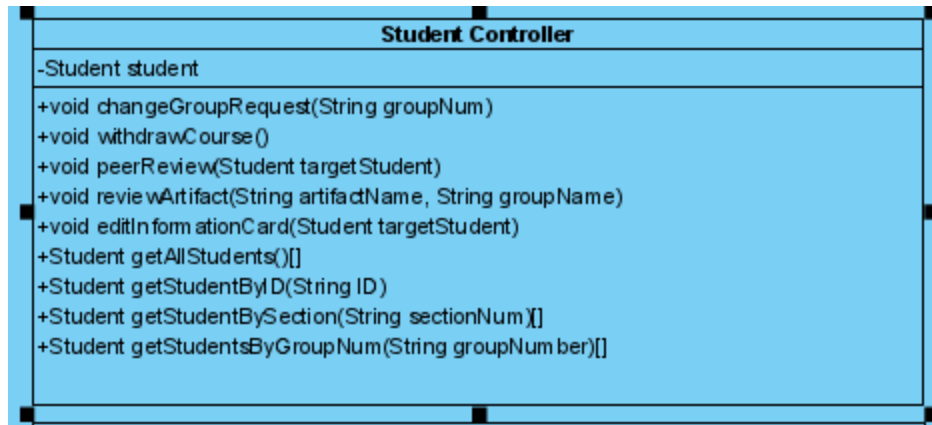 Student Controller
-Student student
+void changeGroupRequest(String groupNum)
+void withdrawCourse()
+void peerReview(Student targetStudent)
+void reviewArtifact(String artifactName, String groupName)
+void editInformationCard(Student targetStudent)
+Student getAllStudents()[]
+Student getStudentByID(String ID)
+Student getStudentBySection(String sectionNum)[]
+Student getStudentsByGroupNum(String groupNumber)[]